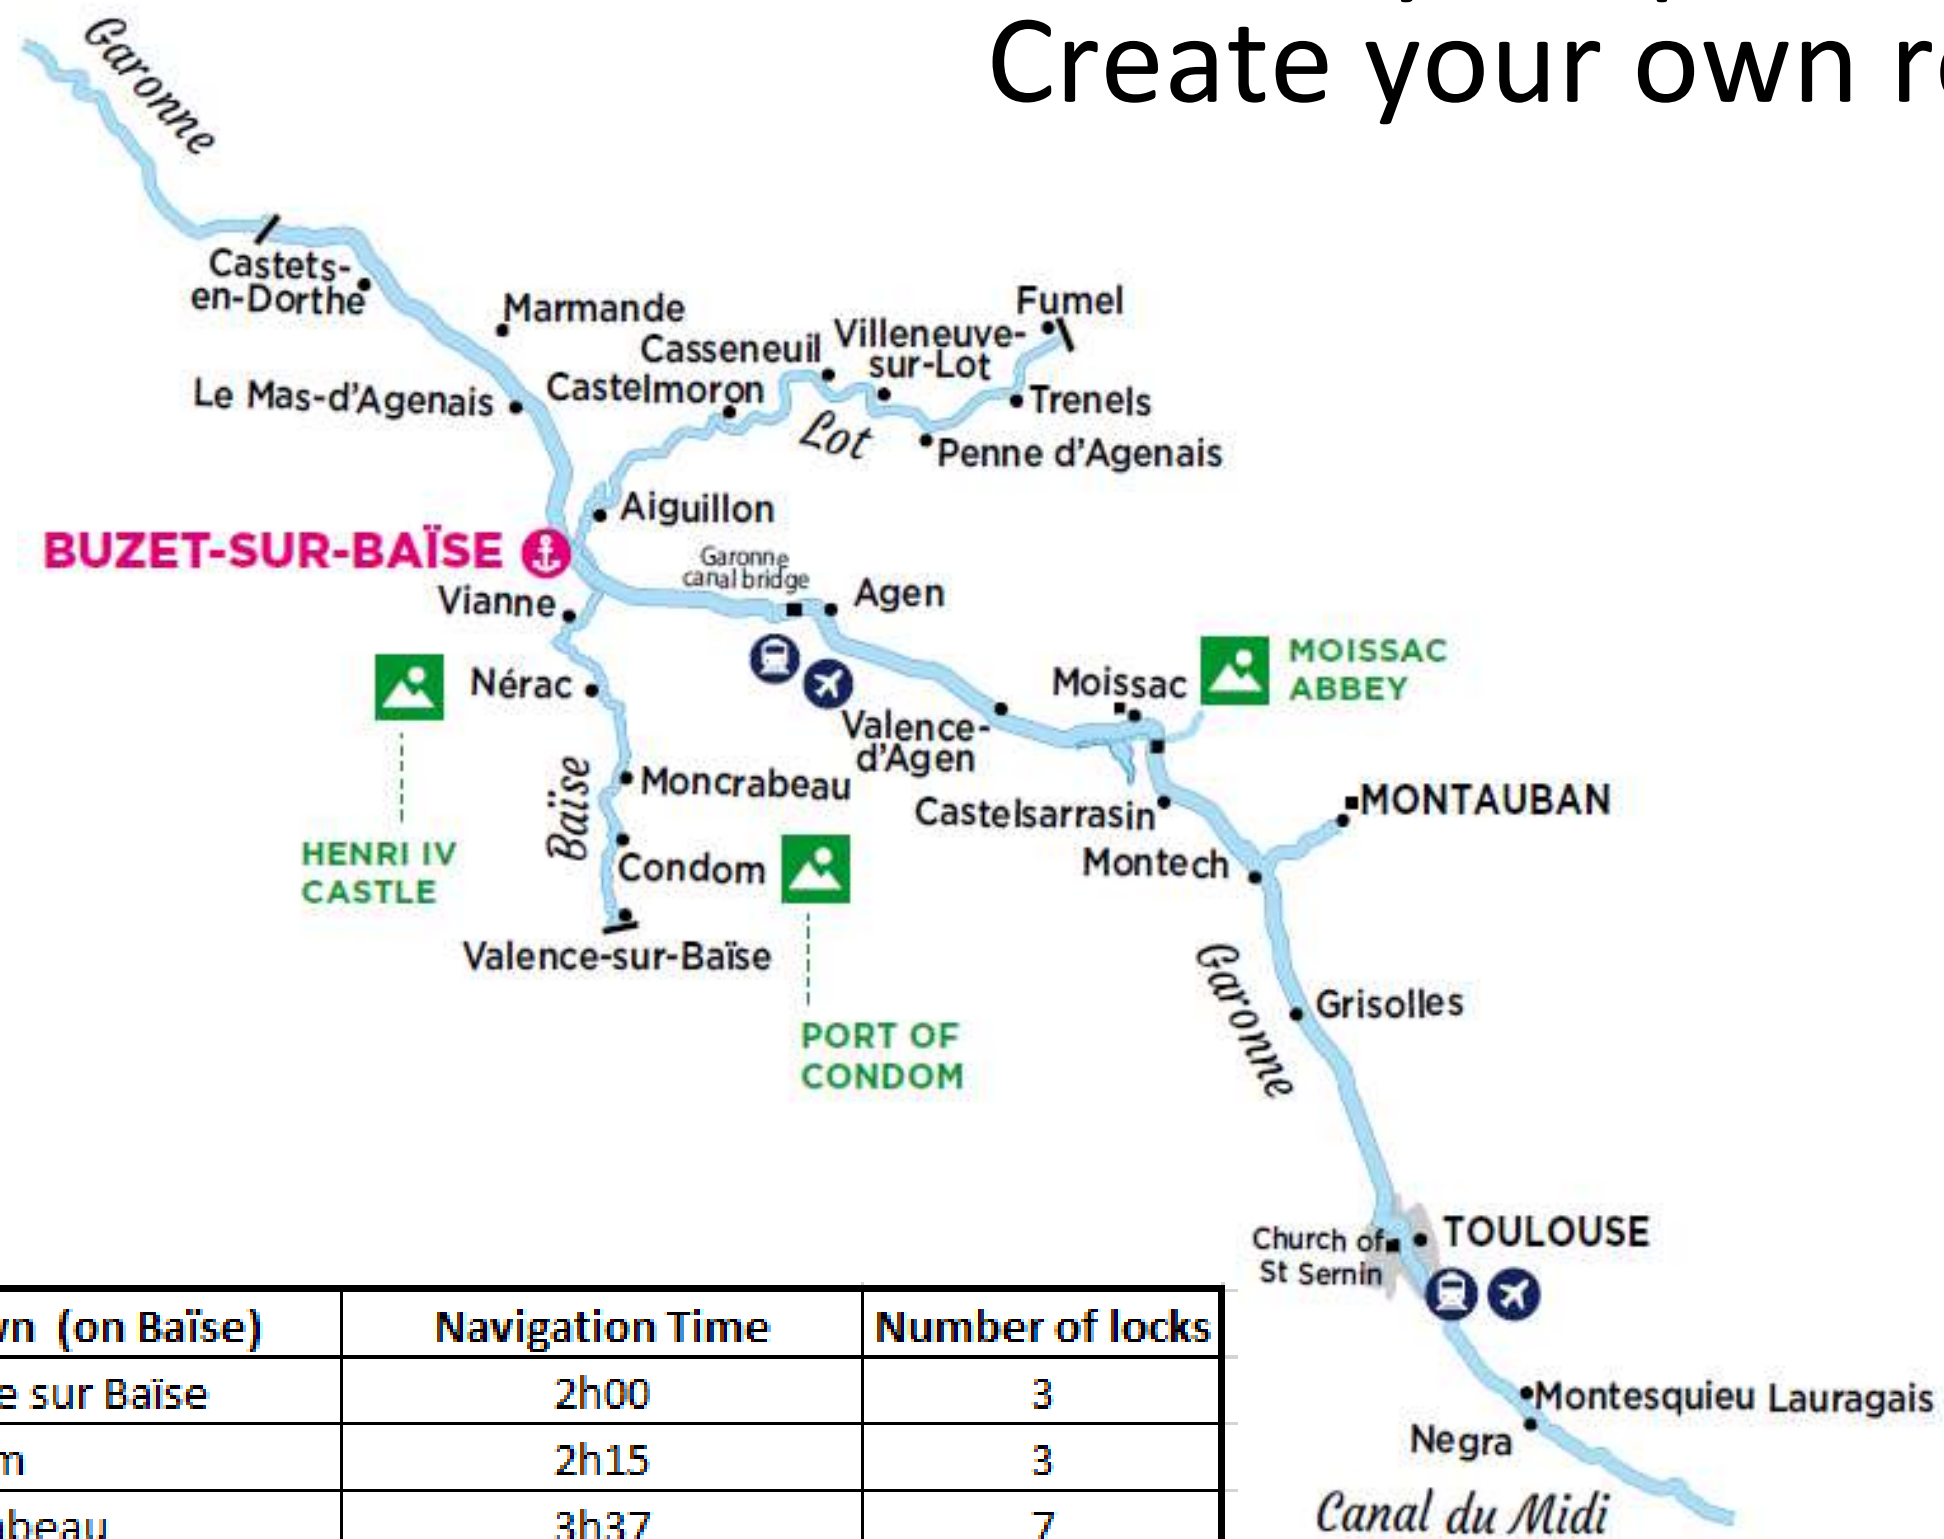 Create your own
Garonne
Castets-
en-Dorthe
Marmande
Fumel
Casseneuil
Villeneuve-
sur-Lot
Le Mas-d'Agenais
Castelmoron
Trenels
Lot
Penne d'Agenais
Aiguillon
BUZET-SUR-BAÏSE
Garonne
canal bridge
Agen
Vianne
MOISSAC
ABBEY
Moissac
Nérac
Valence-
d'Agen
Baïse
Moncrabeau
Castelsarrasin
MONTAUBAN
HENRI IV
CASTLE
Condom
Montech
Valence-sur-Baïse
Garonne
Grisolles
PORT OF
CONDOM
Church of
St Sernin
TOULOUSE
(on Baïse) Navigation Time Number of locks
sur Baïse 2h00 3
2h15 3
3h37 7
Montesquieu Lauragais
Negra
Canal du Midi